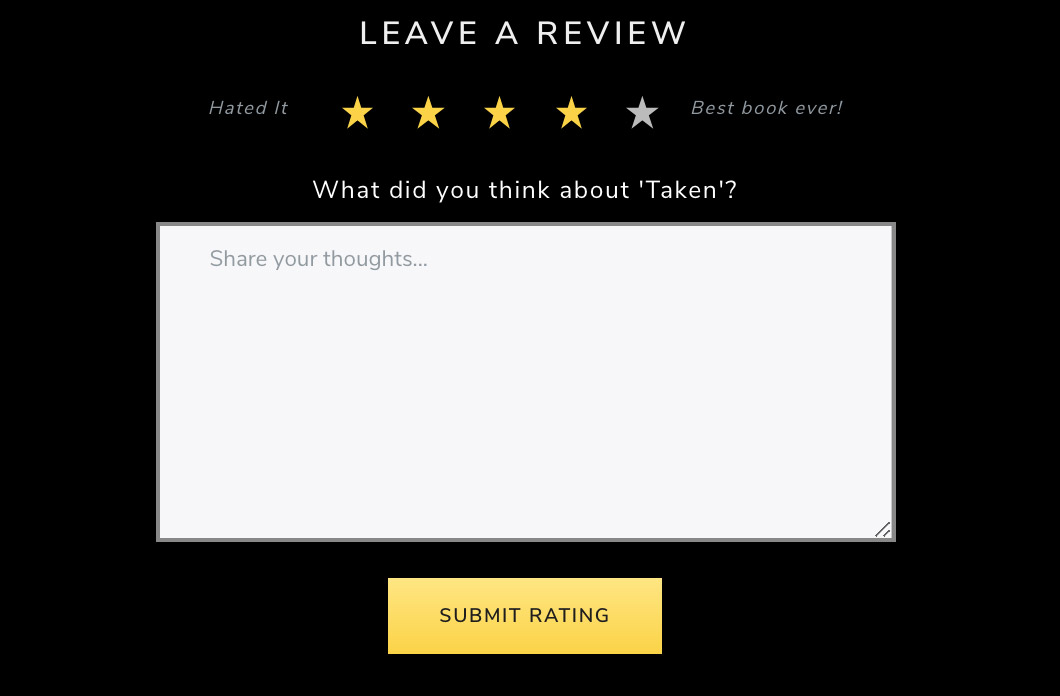 LEAVE A REVIEW
Hated It Best book ever!
What did you think about 'Taken'?
Share your thoughts...
SUBMIT RATING